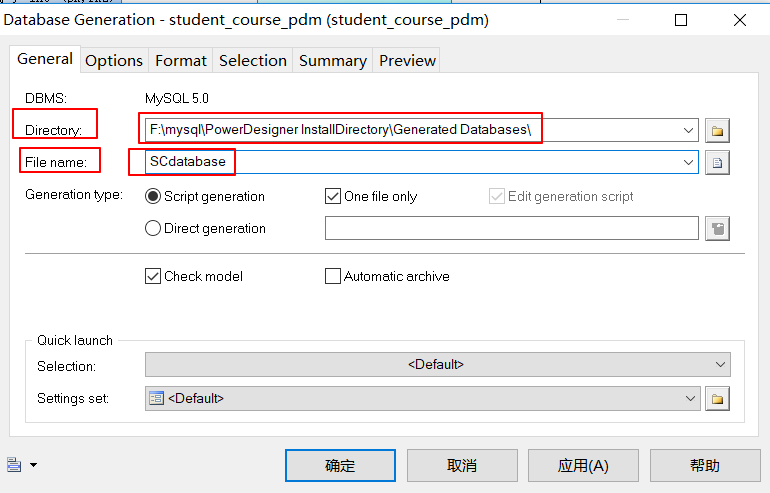 Database Generation - student_course_pdm (student_course_pdm)
General Options Format Selection Summary Preview
DBMS: MySQL 5.0
Directory: F:\mysql\PowerDesigner InstallDirectory\Generated Databases\
File name: SCdatabase
Generation type: Script generation One file only Edit generation script
Direct generation
Check model Automatic archive
Quick launch
Selection: <Default>
Settings set: <Default>
确定 取消 应用(A) 帮助